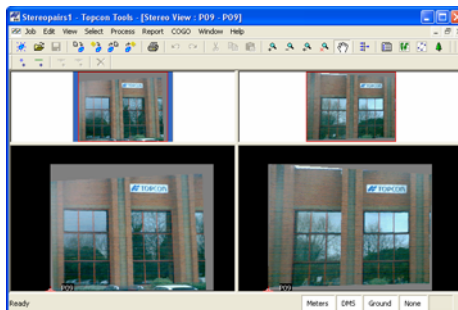 Stereopairs1 - Topcon Tools - [Stereo View : P09 - P09]
Job Edit View Select Process Report COGO Window Help
TOPCON
TOPCON
TOPCON
TOPCON
P09
P09
Ready
Meters DMS Ground None